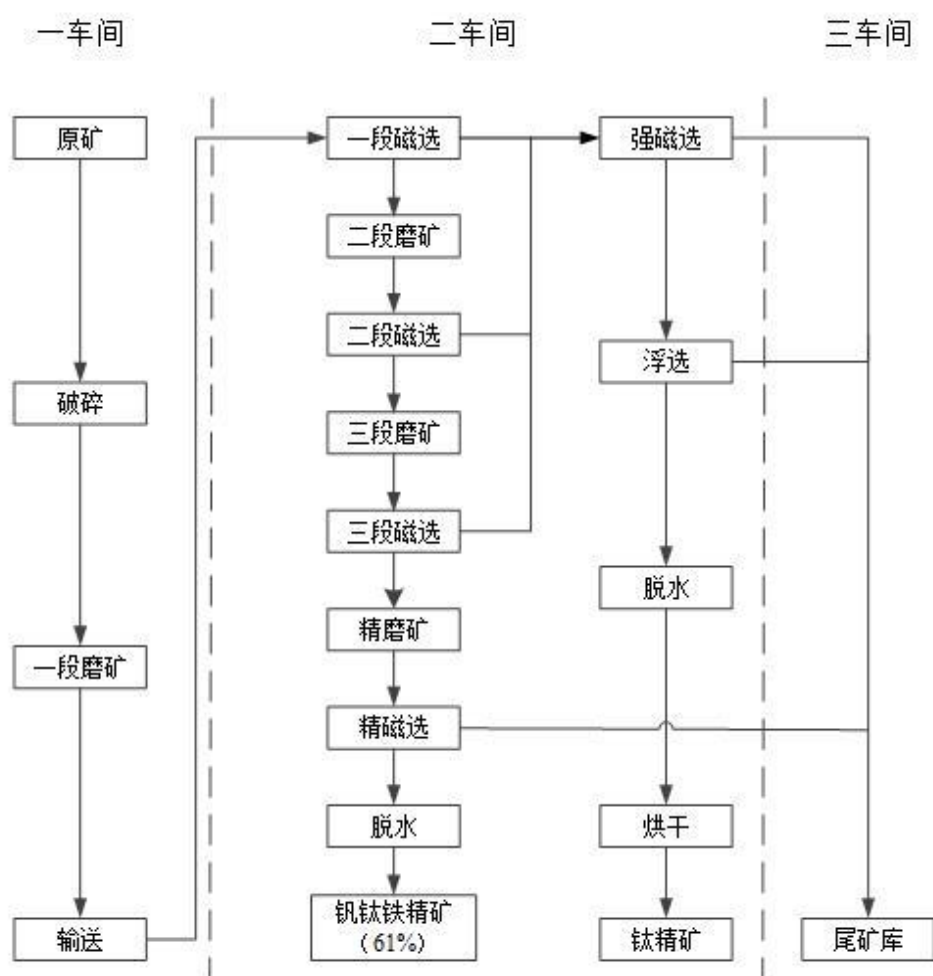 一车间
二车间
三车间
原矿
破碎
一段磨矿
输送
一段磁选
二段磨矿
二段磁选
三段磨矿
三段磁选
精磨矿
精磁选
脱水
钒钛铁精矿
(61%)
强磁选
浮选
脱水
烘干
钛精矿
尾矿库